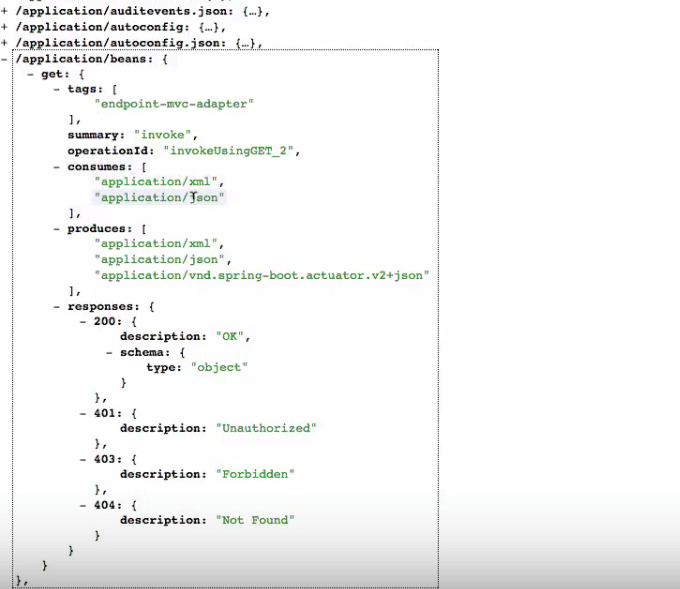 + /application/auditevents.json: {…},
+ /application/autoconfig: {…},
+ /application/autoconfig.json: {…},
- /application/beans: {
- get: {
- tags: [
"endpoint-mvc-adapter"
],
summary: "invoke",
operationId: "invokeUsingGET_2",
- consumes: [
"application/xml",
"application/json"
],
- produces: [
"application/xml",
"application/json",
"application/vnd.spring-boot.actuator.v2+json"
],
- responses: {
- 200: {
description: "OK",
- schema: {
type: "object"
}
},
- 401: {
description: "Unauthorized"
},
- 403: {
description: "Forbidden"
},
- 404: {
description: "Not Found"
}
}
}
},